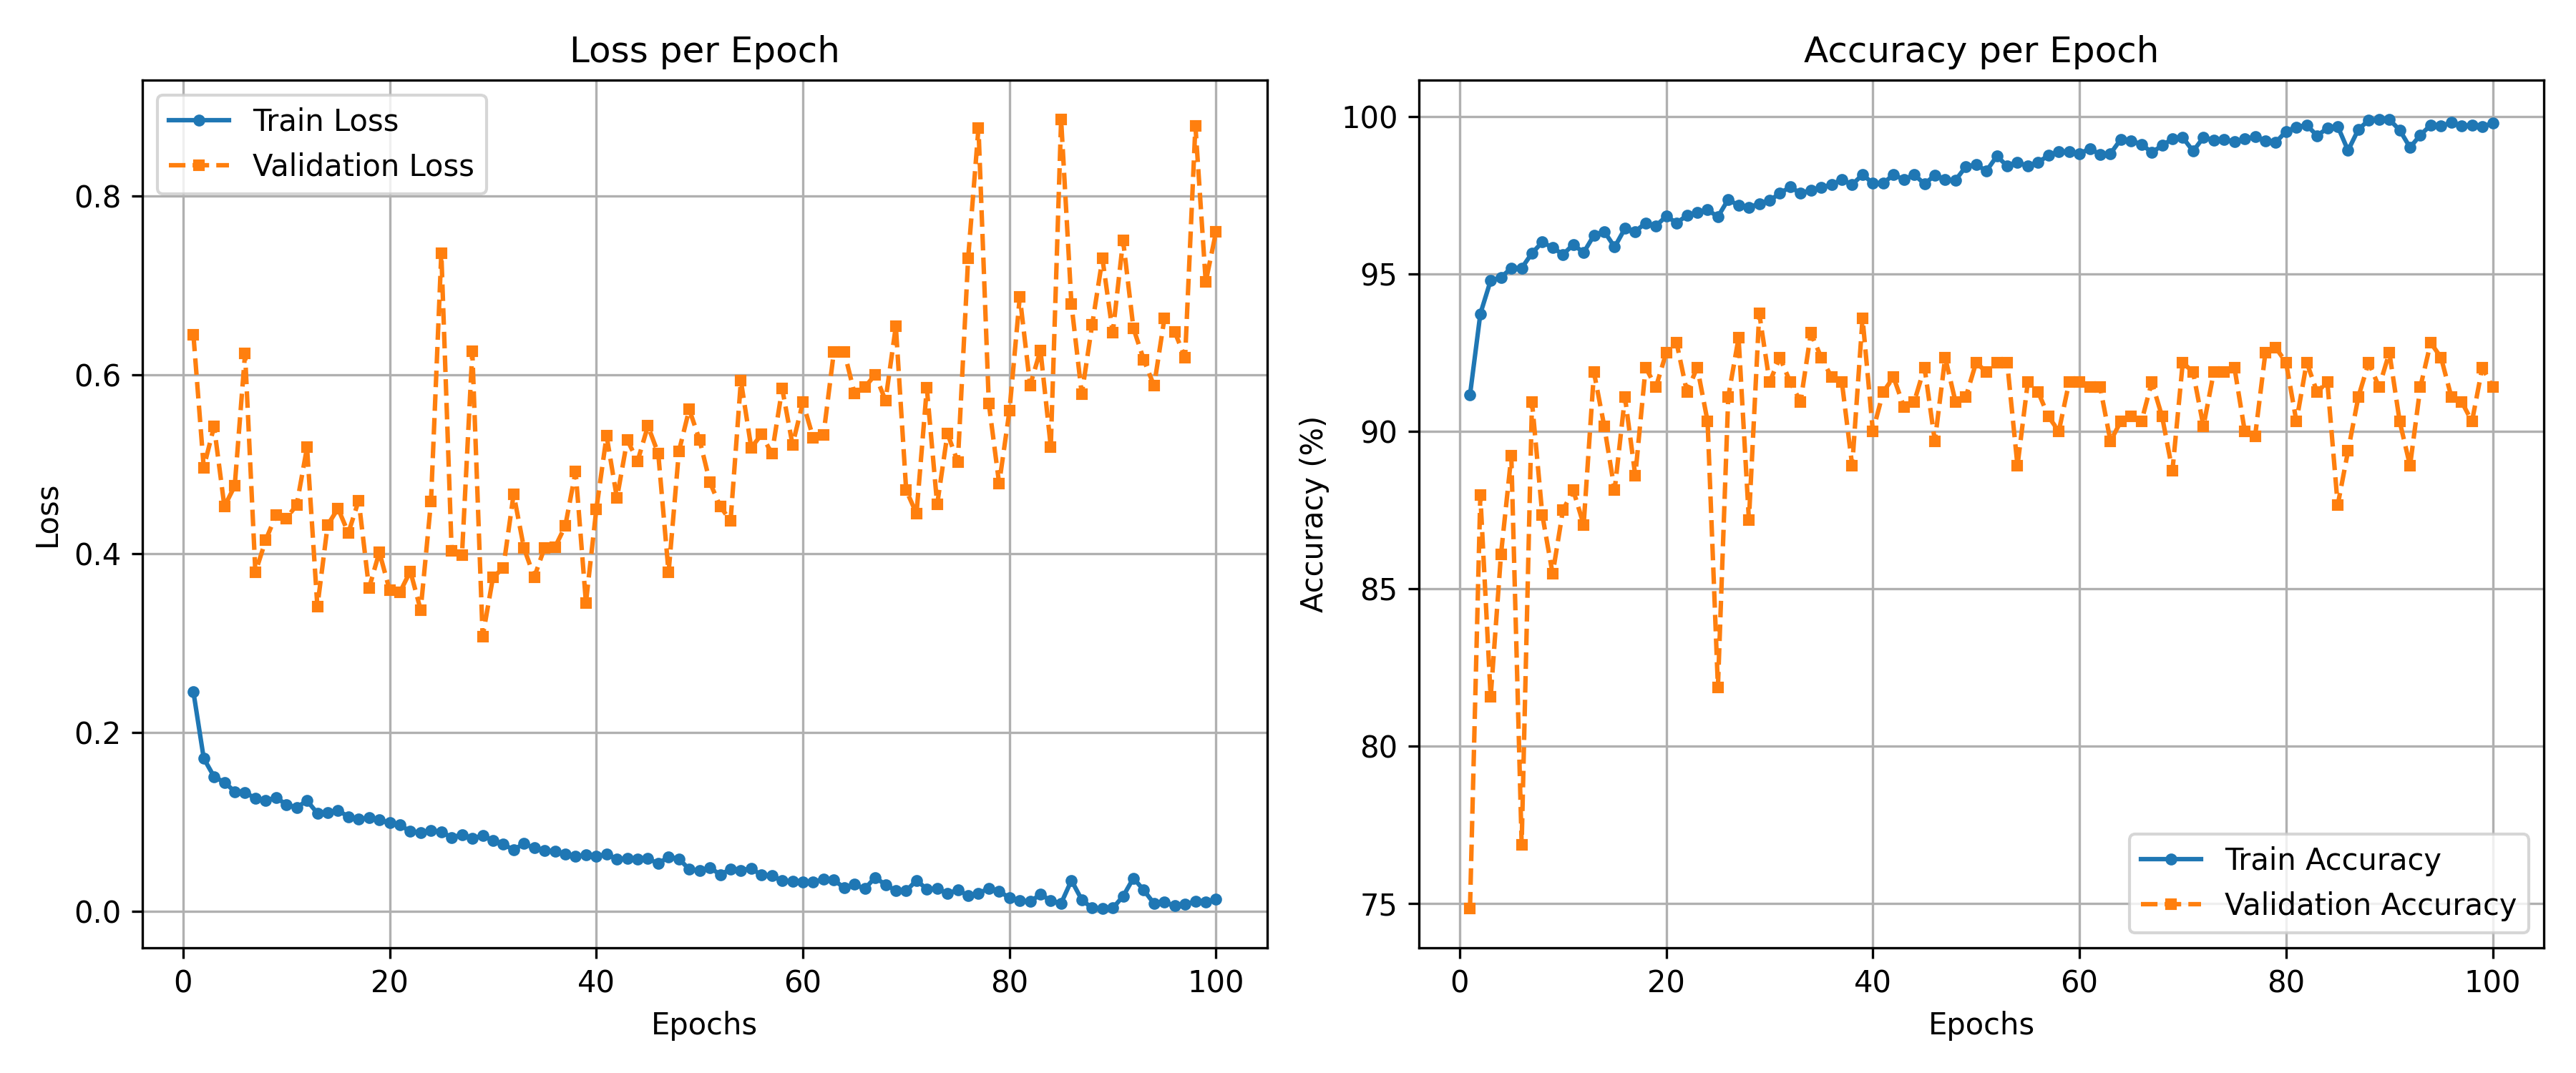 Loss per Epoch
Train Loss
Validation Loss
0.8
0.6
0.4
0.2
0.0
Loss
0
20
40
60
80
100
Epochs
Accuracy per Epoch
100
95
90
85
80
75
Accuracy (%)
Train Accuracy
Validation Accuracy
0
20
40
60
80
100
Epochs